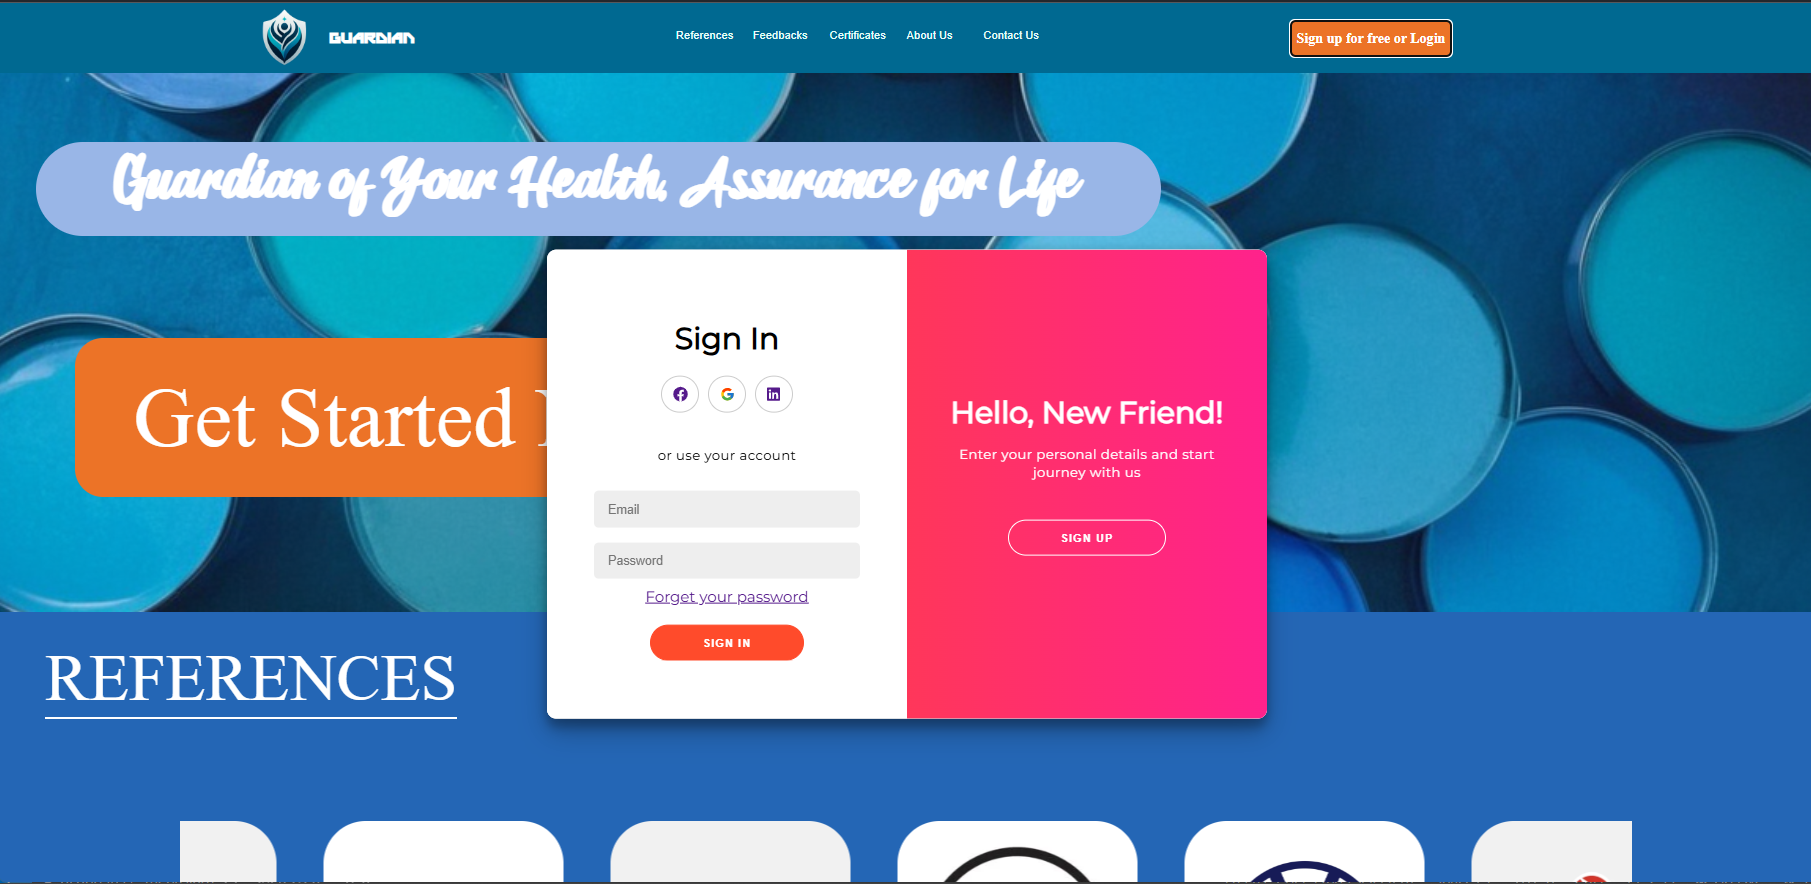 GUARDIAN
References Feedbacks Certificates About Us Contact Us
Sign up for free or Login
Guardian of Your Health, Assurance for Life
Get Started
Sign In
or use your account
Email
Password
Forget your password
SIGN IN
Hello, New Friend!
Enter your personal details and start
journey with us
SIGN UP
REFERENCES